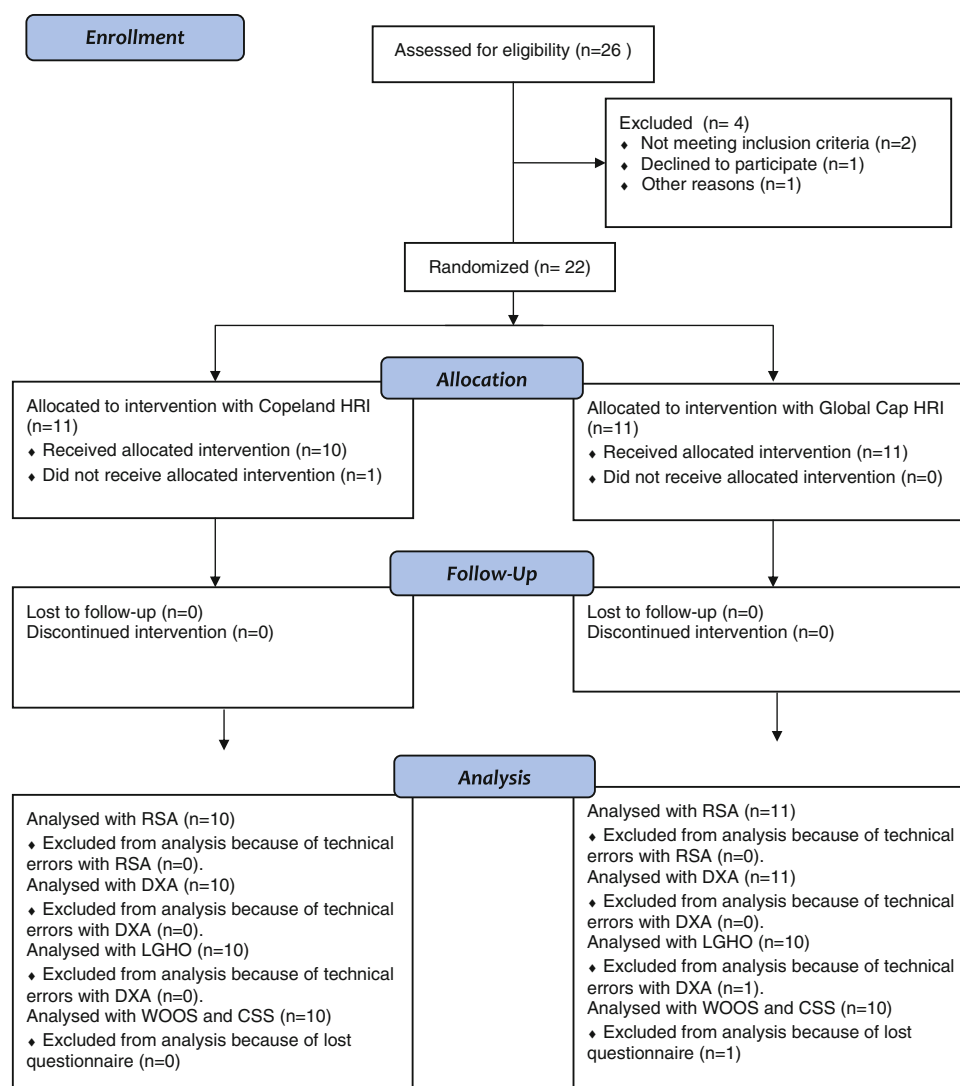 Enrollment
Assessed for eligibility (n=26 )
Excluded (n= 4)
♦ Not meeting inclusion criteria (n=2)
♦ Declined to participate (n=1)
♦ Other reasons (n=1)
Randomized (n= 22)
Allocation
Allocated to intervention with Copeland HRI
(n=11)
♦ Received allocated intervention (n=10)
♦ Did not receive allocated intervention (n=1)
Allocated to intervention with Global Cap HRI
(n=11)
♦ Received allocated intervention (n=11)
♦ Did not receive allocated intervention (n=0)
Follow-Up
Lost to follow-up (n=0)
Discontinued intervention (n=0)
Lost to follow-up (n=0)
Discontinued intervention (n=0)
Analysis
Analysed with RSA (n=10)
♦ Excluded from analysis because of technical
errors with RSA (n=0).
Analysed with DXA (n=10)
♦ Excluded from analysis because of technical
errors with DXA (n=0).
Analysed with LGHO (n=10)
♦ Excluded from analysis because of technical
errors with DXA (n=0).
Analysed with WOOS and CSS (n=10)
♦ Excluded from analysis because of lost
questionnaire (n=0)
Analysed with RSA (n=11)
♦ Excluded from analysis because of technical
errors with RSA (n=0).
Analysed with DXA (n=11)
♦ Excluded from analysis because of technical
errors with DXA (n=0).
Analysed with LGHO (n=10)
♦ Excluded from analysis because of technical
errors with DXA (n=1).
Analysed with WOOS and CSS (n=10)
♦ Excluded from analysis because of lost
questionnaire (n=1)